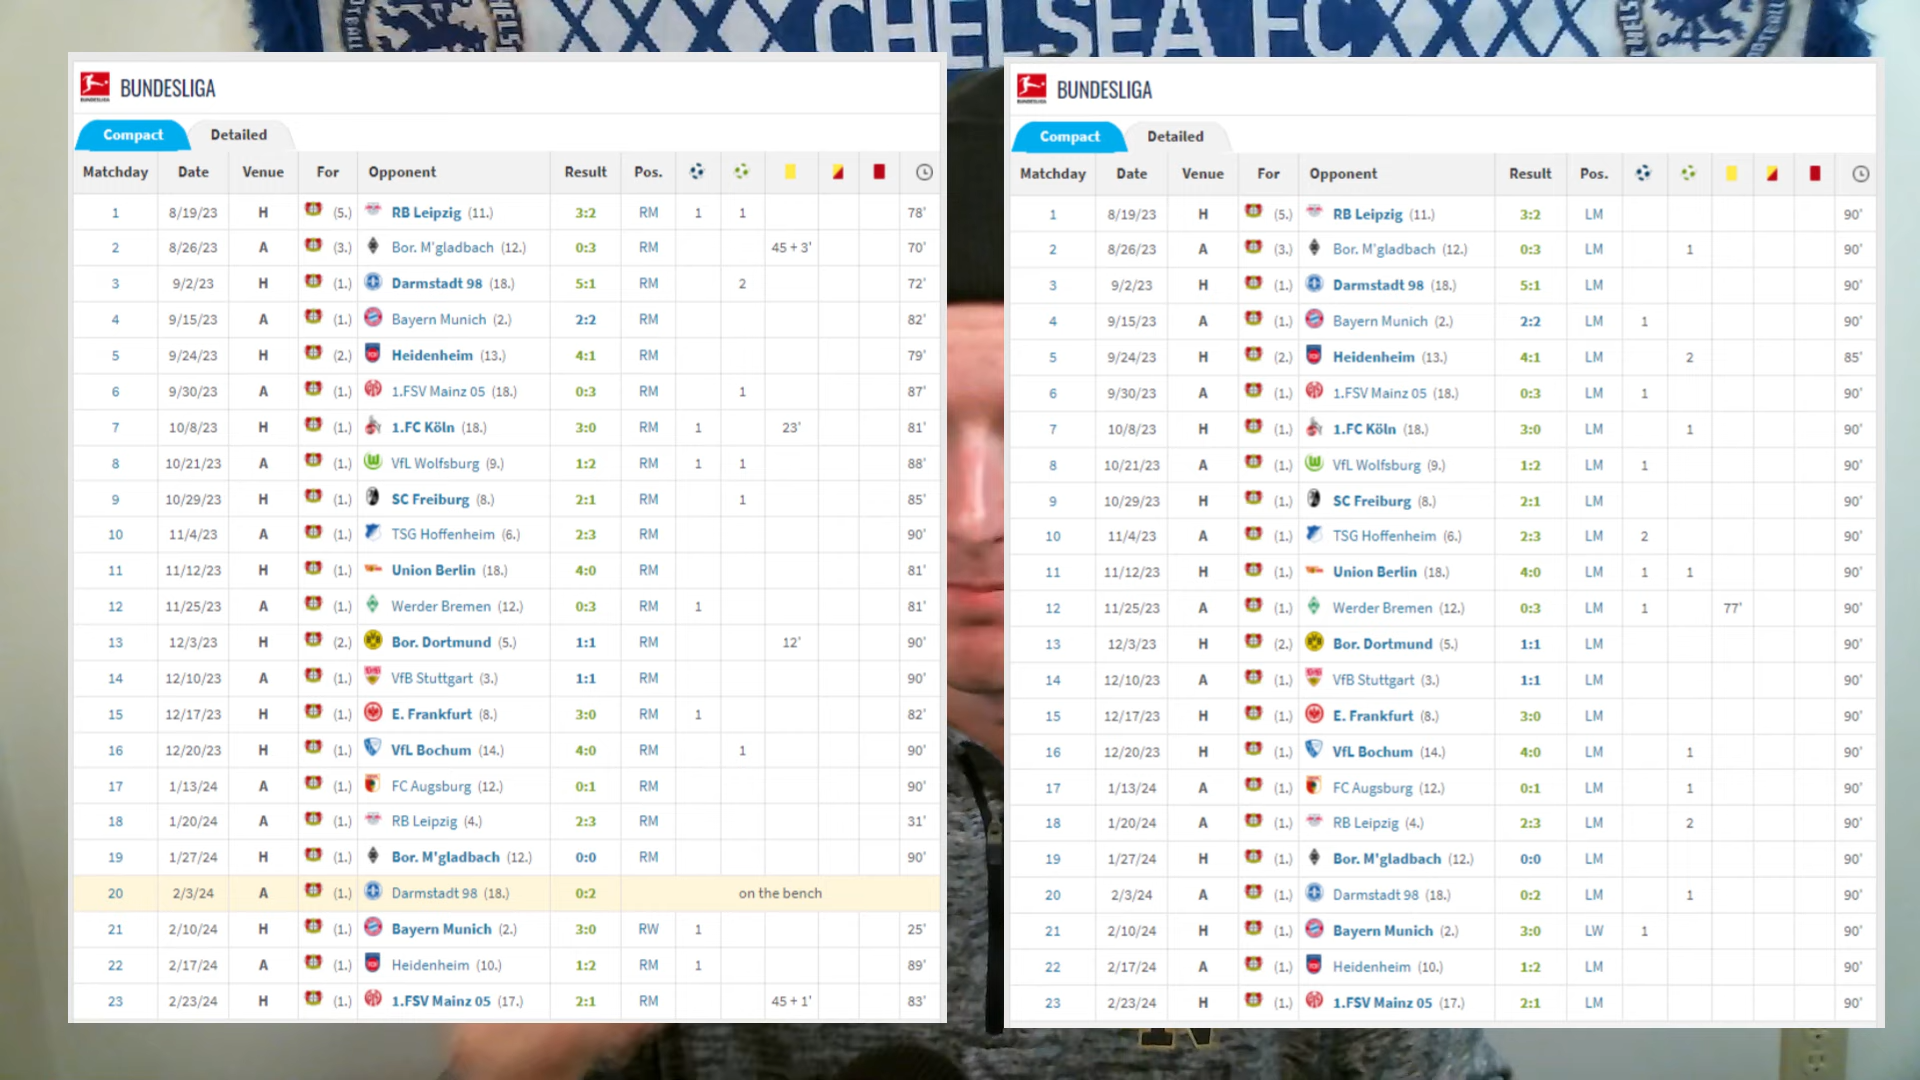 CHELSEA FC
BUNDESLIGA
Compact Detailed
Matchday Date Venue For Opponent Result Pos.
1 8/19/23 H (5.) RB Leipzig (11.) 3:2 RM 1 1 78'
2 8/26/23 A (3.) Bor. M'gladbach (12.) 0:3 RM 45 + 3' 70'
3 9/2/23 H (1.) Darmstadt 98 (18.) 5:1 RM 2 72'
4 9/15/23 A (1.) Bayern Munich (2.) 2:2 RM 82'
5 9/24/23 H (2.) Heidenheim (13.) 4:1 RM 79'
6 9/30/23 A (1.) 1.FSV Mainz 05 (18.) 0:3 RM 1 87'
7 10/8/23 H (1.) 1.FC Köln (18.) 3:0 RM 1 23' 81'
8 10/21/23 A (1.) VfL Wolfsburg (9.) 1:2 RM 1 1 88'
9 10/29/23 H (1.) SC Freiburg (8.) 2:1 RM 1 85'
10 11/4/23 A (1.) TSG Hoffenheim (6.) 2:3 RM 90'
11 11/12/23 H (1.) Union Berlin (18.) 4:0 RM 81'
12 11/25/23 A (1.) Werder Bremen (12.) 0:3 RM 1 81'
13 12/3/23 H (2.) Bor. Dortmund (5.) 1:1 RM 12' 90'
14 12/10/23 A (1.) VfB Stuttgart (3.) 1:1 RM 90'
15 12/17/23 H (1.) E. Frankfurt (8.) 3:0 RM 1 82'
16 12/20/23 H (1.) VfL Bochum (14.) 4:0 RM 1 90'
17 1/13/24 A (1.) FC Augsburg (12.) 0:1 RM 90'
18 1/20/24 A (1.) RB Leipzig (4.) 2:3 RM 31'
19 1/27/24 H (1.) Bor. M'gladbach (12.) 0:0 RM 90'
20 2/3/24 A (1.) Darmstadt 98 (18.) 0:2 on the bench
21 2/10/24 H (1.) Bayern Munich (2.) 3:0 RW 1 25'
22 2/17/24 A (1.) Heidenheim (10.) 1:2 RM 1 89'
23 2/23/24 H (1.) 1.FSV Mainz 05 (17.) 2:1 RM 45 + 1' 83'
BUNDESLIGA
Compact Detailed
Matchday Date Venue For Opponent Result Pos.
1 8/19/23 H (5.) RB Leipzig (11.) 3:2 LM 90'
2 8/26/23 A (3.) Bor. M'gladbach (12.) 0:3 LM 1 90'
3 9/2/23 H (1.) Darmstadt 98 (18.) 5:1 LM 90'
4 9/15/23 A (1.) Bayern Munich (2.) 2:2 LM 1 90'
5 9/24/23 H (2.) Heidenheim (13.) 4:1 LM 2 85'
6 9/30/23 A (1.) 1.FSV Mainz 05 (18.) 0:3 LM 1 90'
7 10/8/23 H (1.) 1.FC Köln (18.) 3:0 LM 1 90'
8 10/21/23 A (1.) VfL Wolfsburg (9.) 1:2 LM 1 90'
9 10/29/23 H (1.) SC Freiburg (8.) 2:1 LM 90'
10 11/4/23 A (1.) TSG Hoffenheim (6.) 2:3 LM 2 90'
11 11/12/23 H (1.) Union Berlin (18.) 4:0 LM 1 1 90'
12 11/25/23 A (1.) Werder Bremen (12.) 0:3 LM 1 77' 90'
13 12/3/23 H (2.) Bor. Dortmund (5.) 1:1 LM 90'
14 12/10/23 A (1.) VfB Stuttgart (3.) 1:1 LM 90'
15 12/17/23 H (1.) E. Frankfurt (8.) 3:0 LM 90'
16 12/20/23 H (1.) VfL Bochum (14.) 4:0 LM 1 90'
17 1/13/24 A (1.) FC Augsburg (12.) 0:1 LM 1 90'
18 1/20/24 A (1.) RB Leipzig (4.) 2:3 LM 2 90'
19 1/27/24 H (1.) Bor. M'gladbach (12.) 0:0 LM 90'
20 2/3/24 A (1.) Darmstadt 98 (18.) 0:2 LM 1 90'
21 2/10/24 H (1.) Bayern Munich (2.) 3:0 LW 1 90'
22 2/17/24 A (1.) Heidenheim (10.) 1:2 LM 90'
23 2/23/24 H (1.) 1.FSV Mainz 05 (17.) 2:1 LM 90'